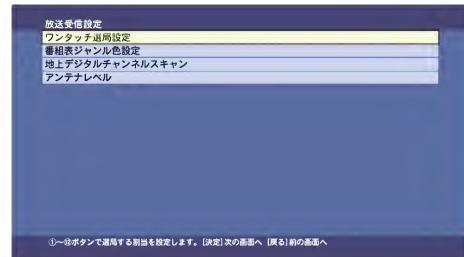 放送受信設定
ワンタッチ選局設定
番組表ジャンル色設定
地上デジタルチャンネルスキャン
アンテナレベル
①～⑫ボタンで選局する割当を設定します。[決定]次の画面へ [戻る]前の画面へ